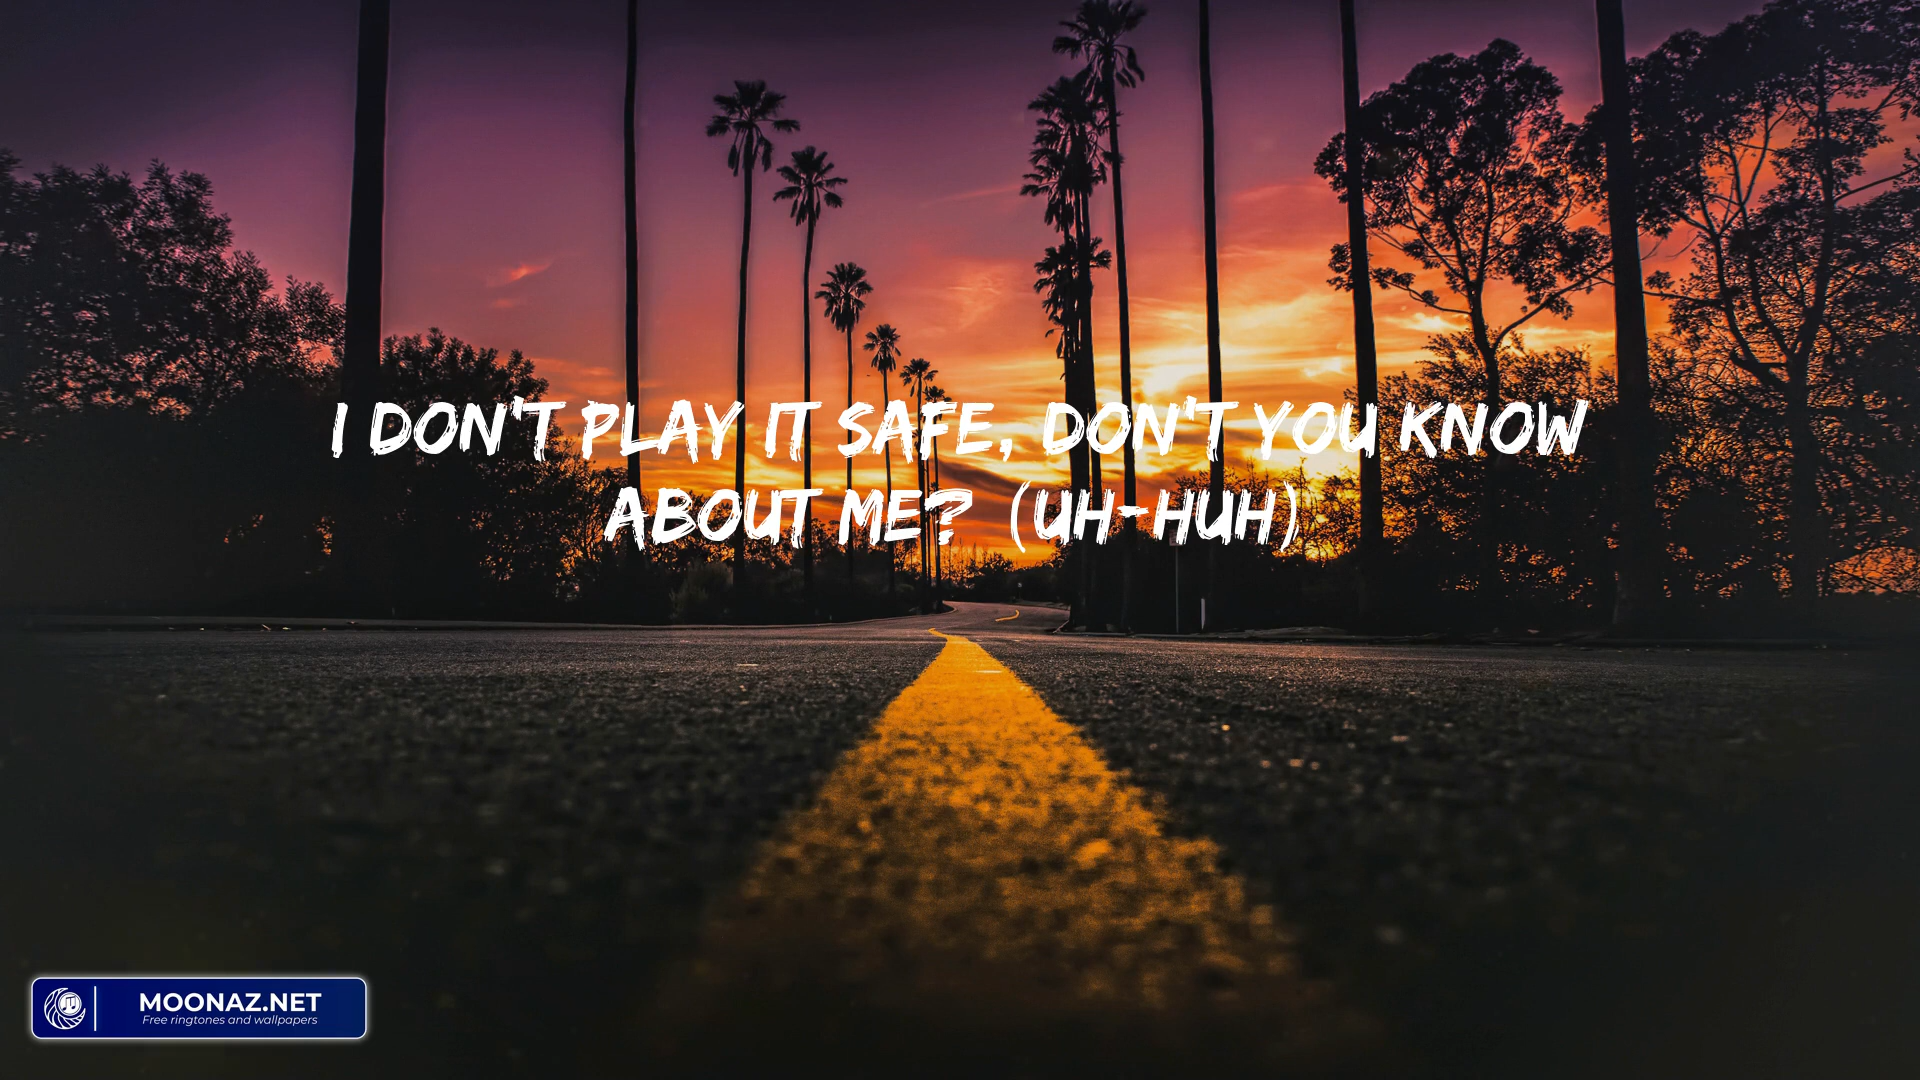 I DON'T PLAY IT SAFE, DON'T YOU KNOW
ABOUT ME? (UH-HUH)
MOONAZ.NET
Free ringtones and wallpapers